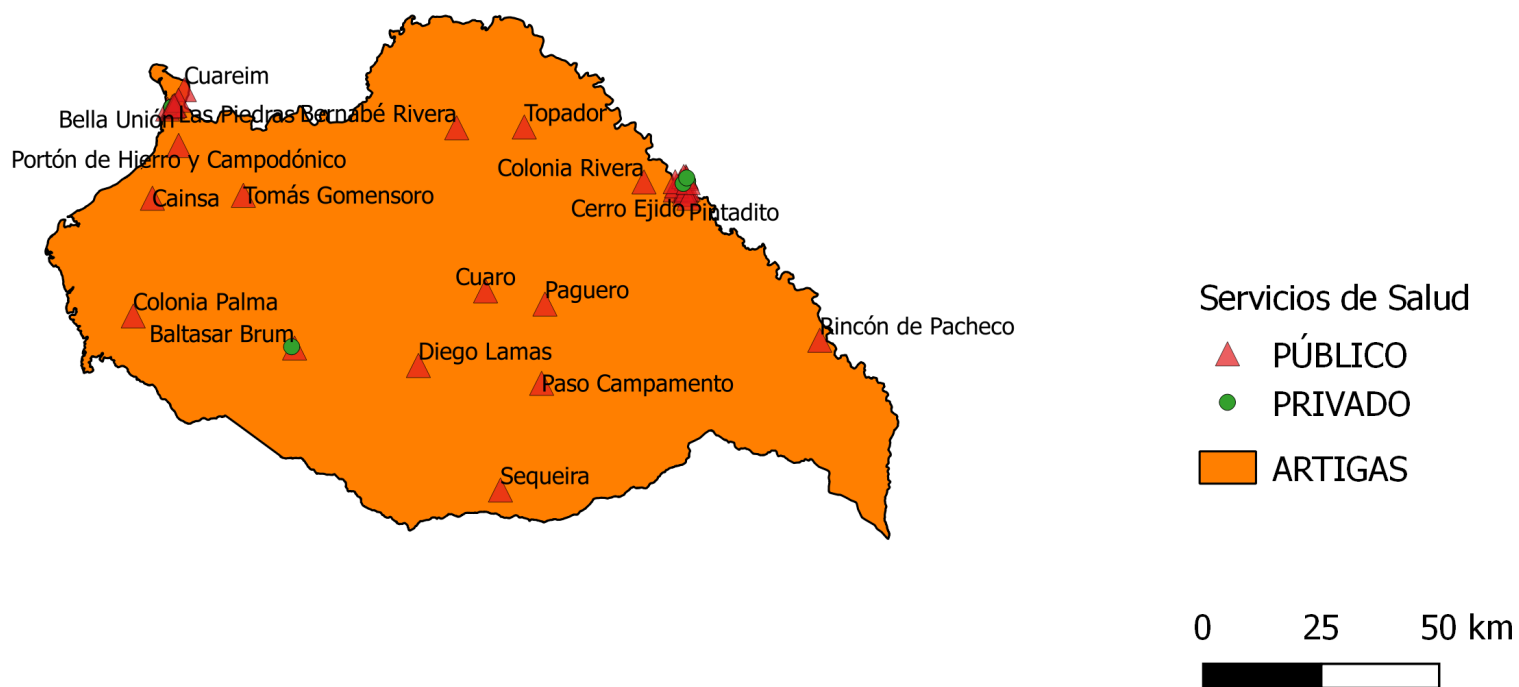 Cuareim
Bella Unión
Las Piedras
Bernabé Rivera
Topador
Portón de Hierro y Campodónico
Colonia Rivera
Cainsa
Tomás Gomensoro
Cerro Ejido
Pintadito
Cuaro
Paguero
Colonia Palma
Baltasar Brum
Rincón de Pacheco
Diego Lamas
Paso Campamento
Sequeira
Servicios de Salud
PÚBLICO
PRIVADO
ARTIGAS
0 25 50 km